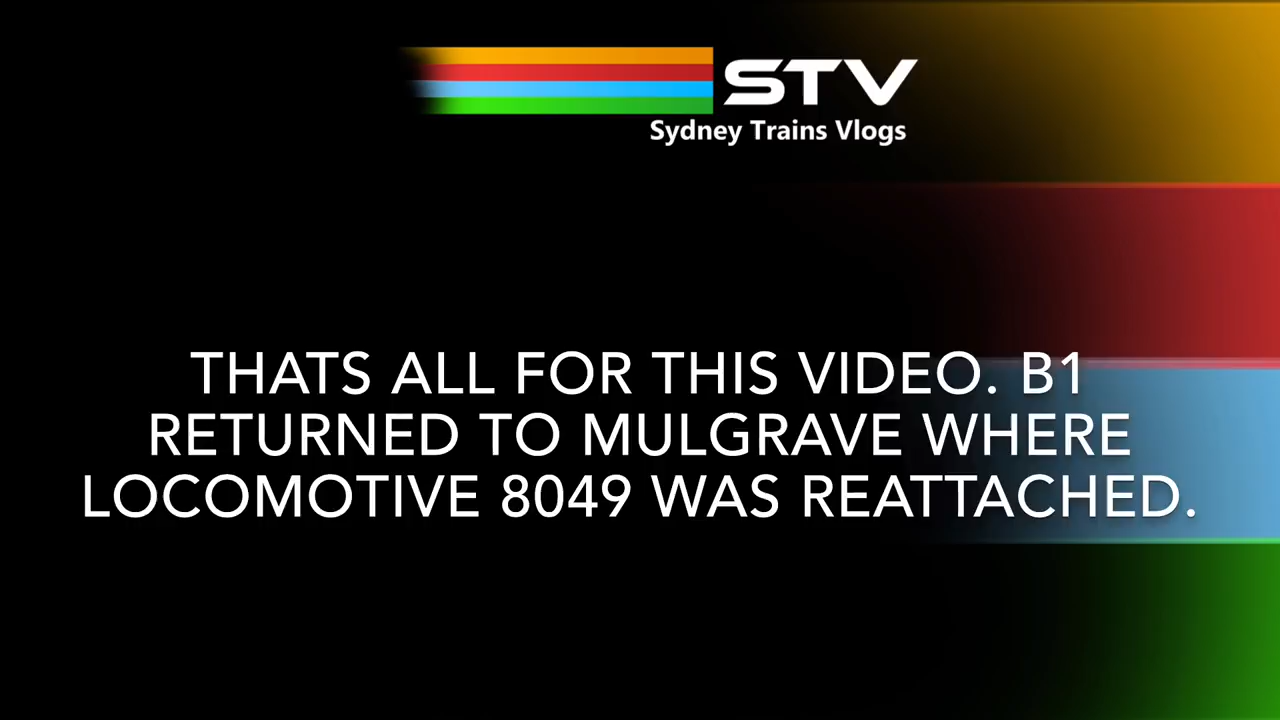 STV
Sydney Trains Vlogs
THATS ALL FOR THIS VIDEO. B1
RETURNED TO MULGRAVE WHERE
LOCOMOTIVE 8049 WAS REATTACHED.